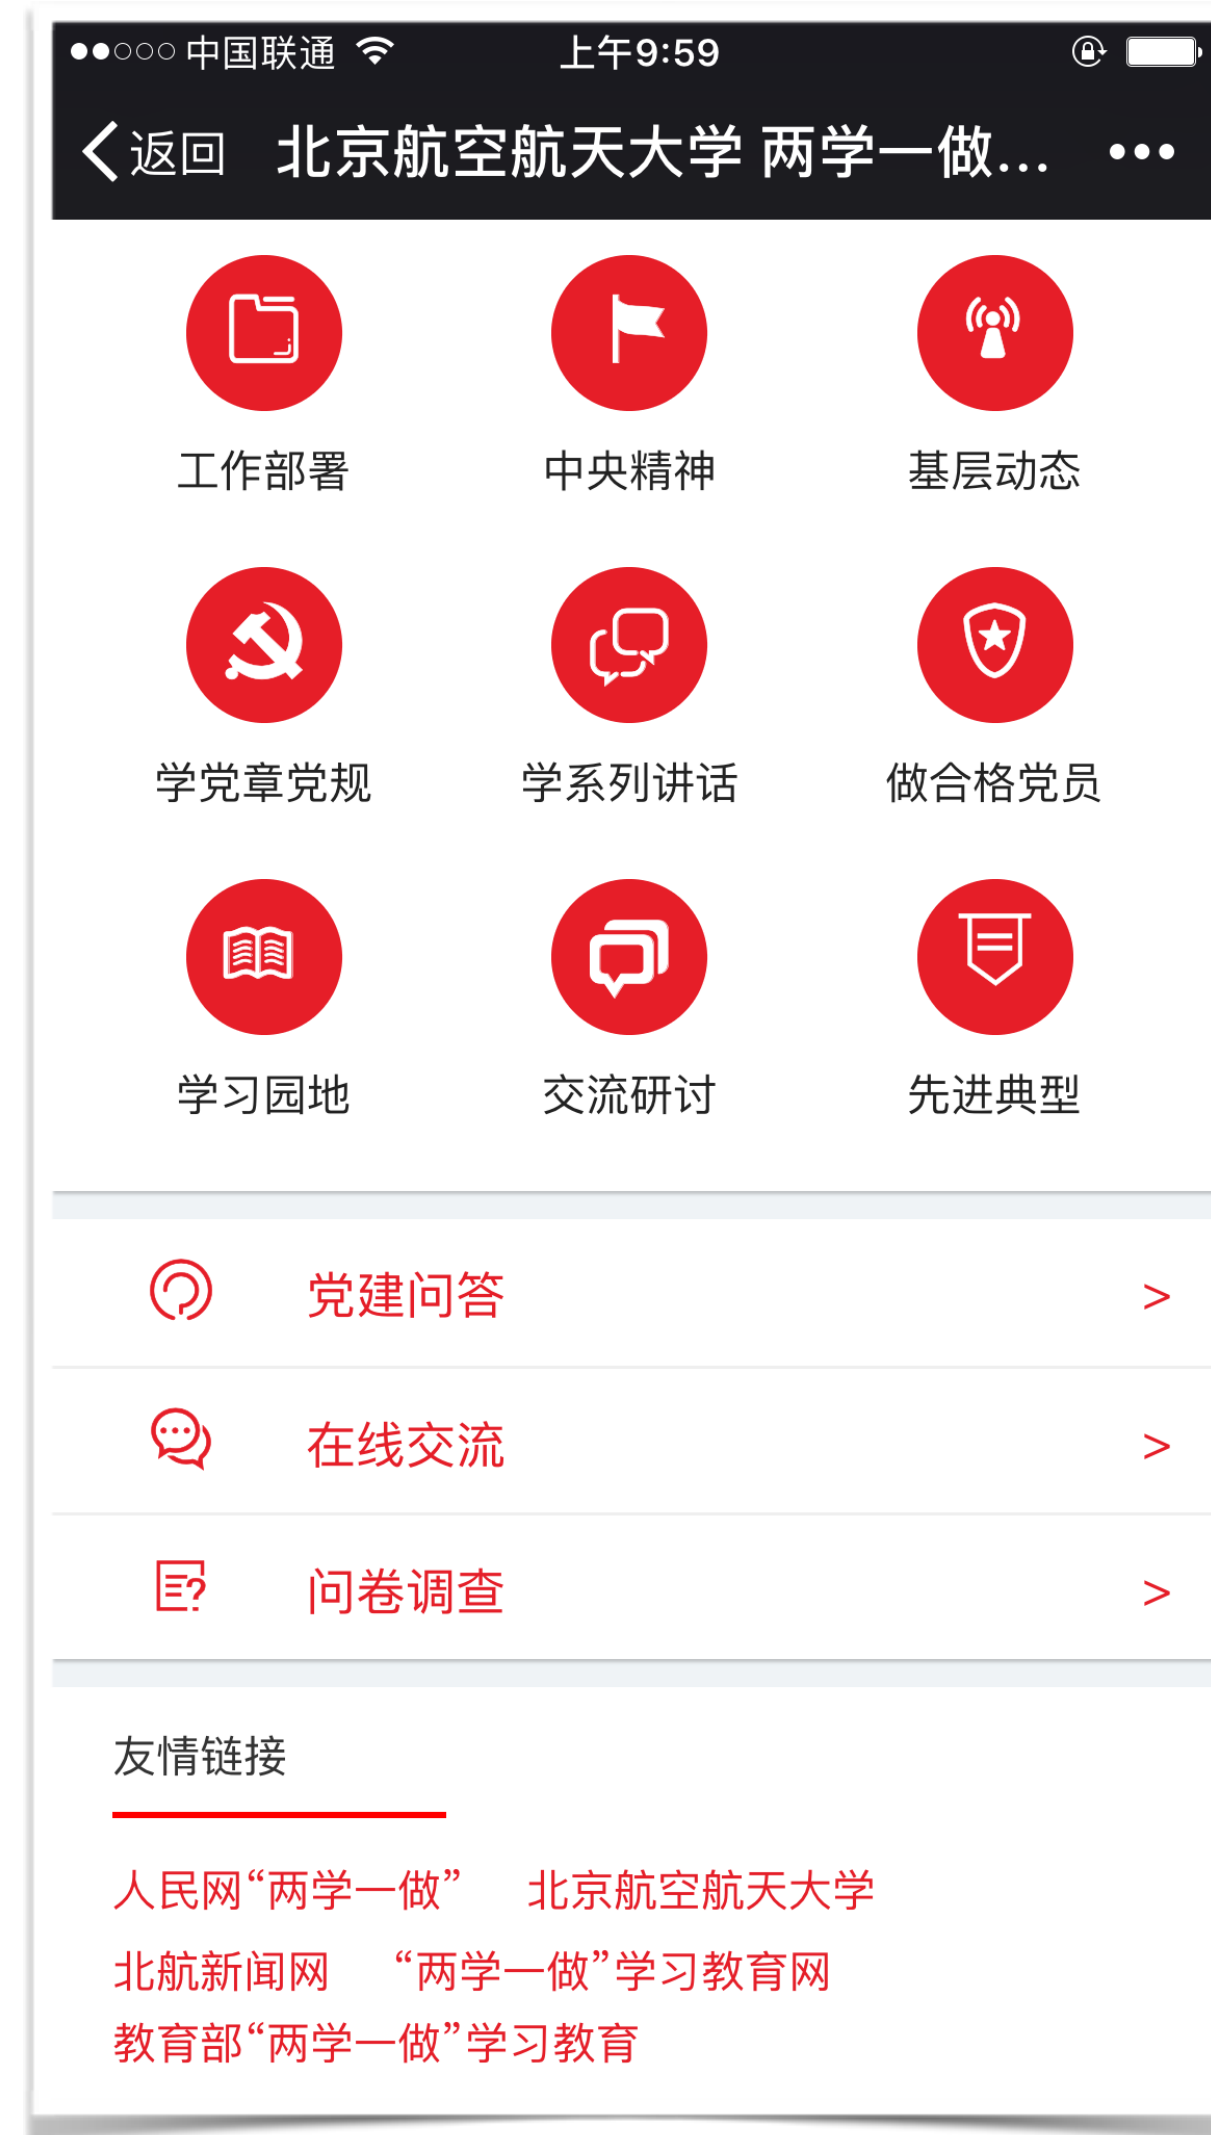 中国联通 上午9:59
返回 北京航空航天大学 两学一做...
工作部署 中央精神 基层动态
学党章党规 学系列讲话 做合格党员
学习园地 交流研讨 先进典型
党建问答 >
在线交流 >
问卷调查 >
友情链接
人民网“两学一做” 北京航空航天大学
北航新闻网 “两学一做”学习教育网
教育部“两学一做”学习教育